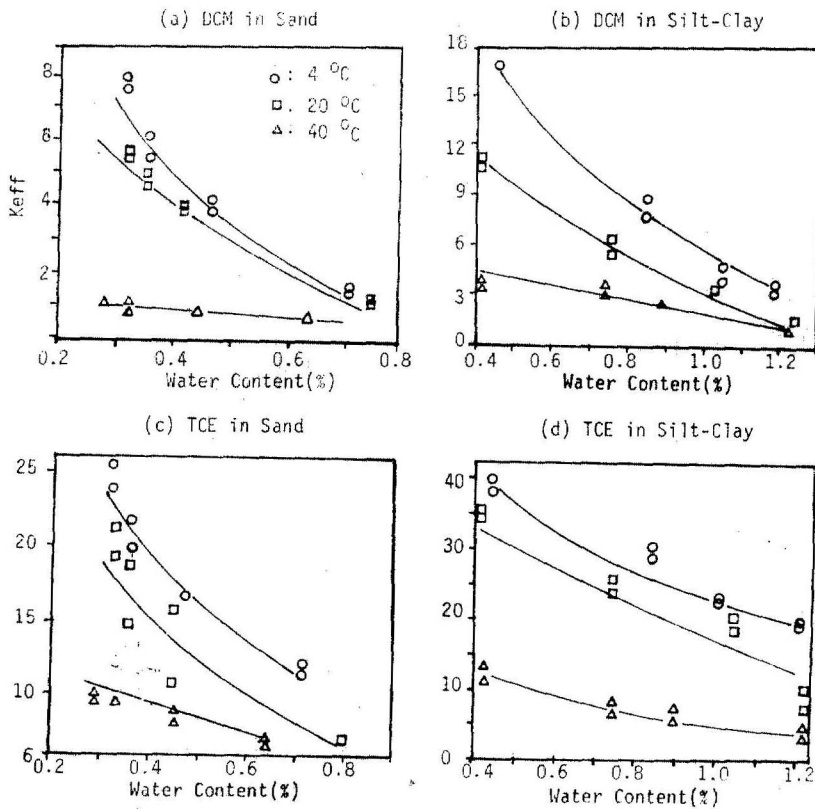 (a) DCM in Sand
8
6
4
2
0
Keff
O : 4 °C
□ : 20 °C
△ : 40 °C
0.2 0.4 0.6 0.8
Water Content(%)
(b) DCM in Silt-Clay
18
15
12
9
6
3
0
0.4 0.6 0.8 1.0 1.2
Water Content(%)
(c) TCE in Sand
25
20
15
10
6
0.2 0.4 0.6 0.8
Water Content(%)
(d) TCE in Silt-Clay
40
30
20
10
0
0.4 0.6 0.8 1.0 1.2
Water Content(%)